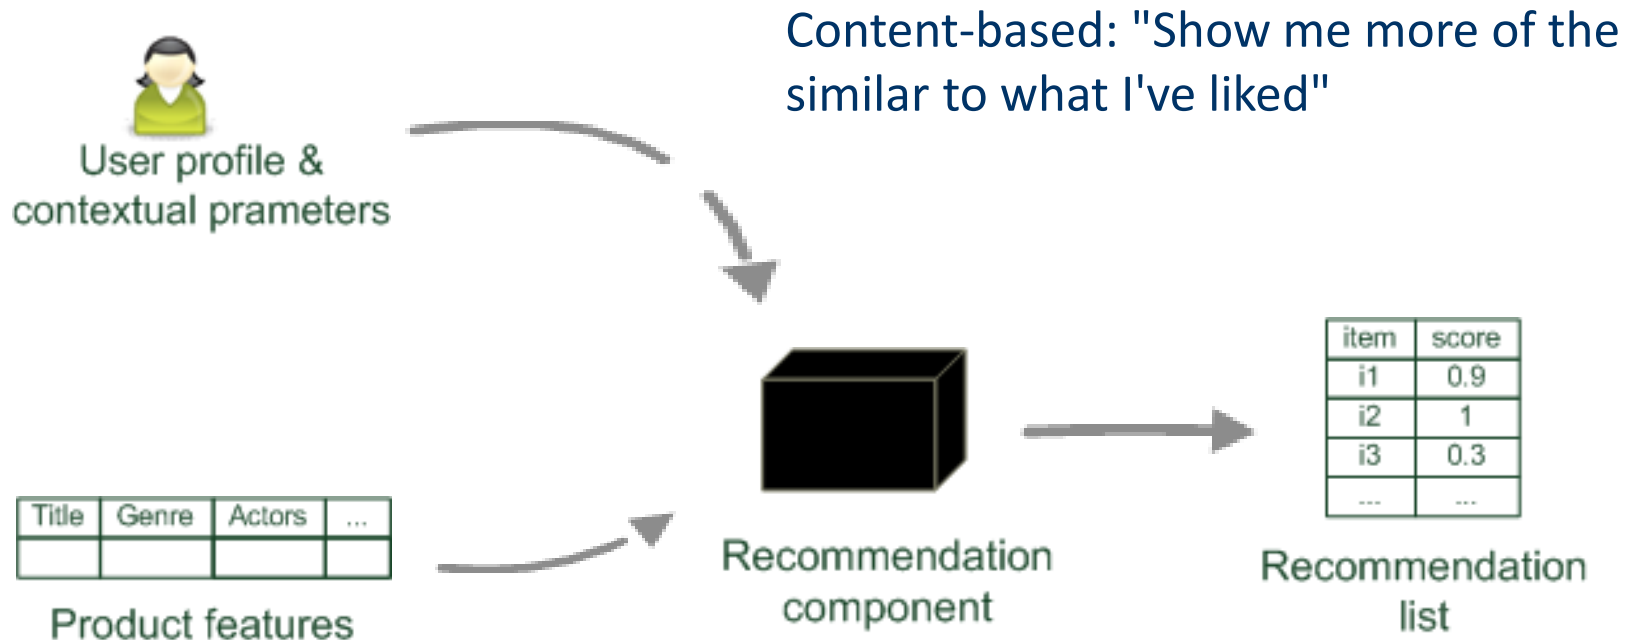 Content-based: "Show me more of the
similar to what I've liked"
User profile &
contextual prameters
item score
i1 0.9
i2 1
i3 0.3
... ...
Title Genre Actors ...
Product features
Recommendation
component
Recommendation
list